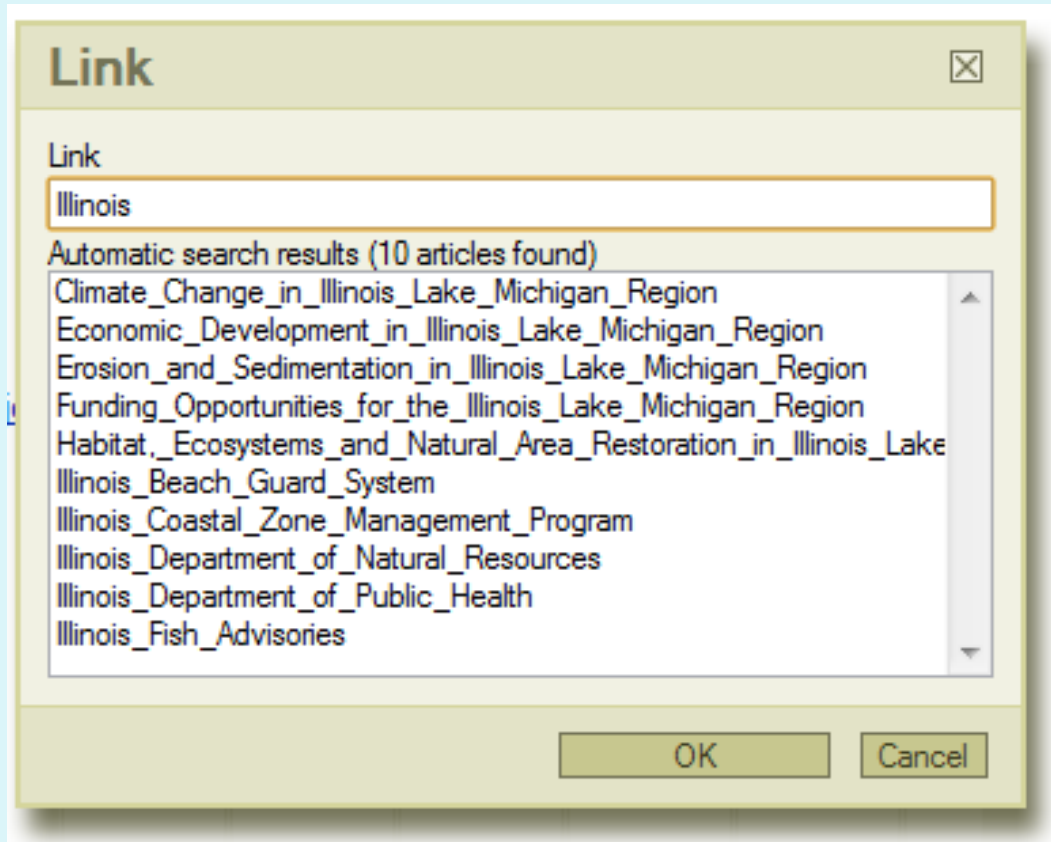 Link
Link
Illinois
Automatic search results (10 articles found)
Climate_Change_in_Illinois_Lake_Michigan_Region
Economic_Development_in_Illinois_Lake_Michigan_Region
Erosion_and_Sedimentation_in_Illinois_Lake_Michigan_Region
Funding_Opportunities_for_the_Illinois_Lake_Michigan_Region
Habitat,_Ecosystems_and_Natural_Area_Restoration_in_Illinois_Lake
Illinois_Beach_Guard_System
Illinois_Coastal_Zone_Management_Program
Illinois_Department_of_Natural_Resources
Illinois_Department_of_Public_Health
Illinois_Fish_Advisories
OK Cancel